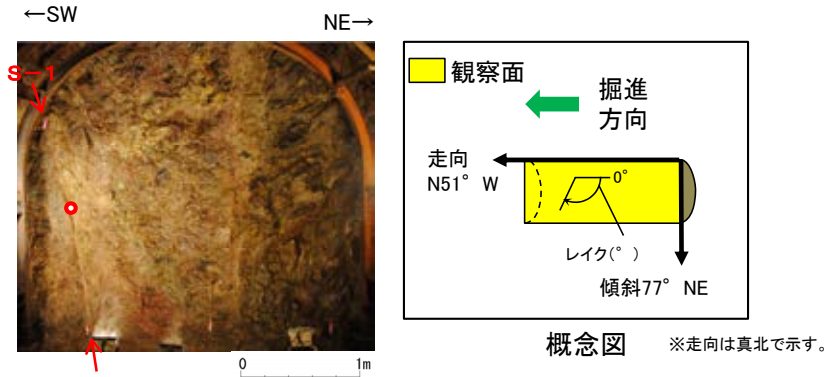 ←SW
NE→
S-1
0
1m
観察面
掘進
方向
走向
N51°W
0°
レイク(°)
傾斜77°NE
概念図
※走向は真北で示す。